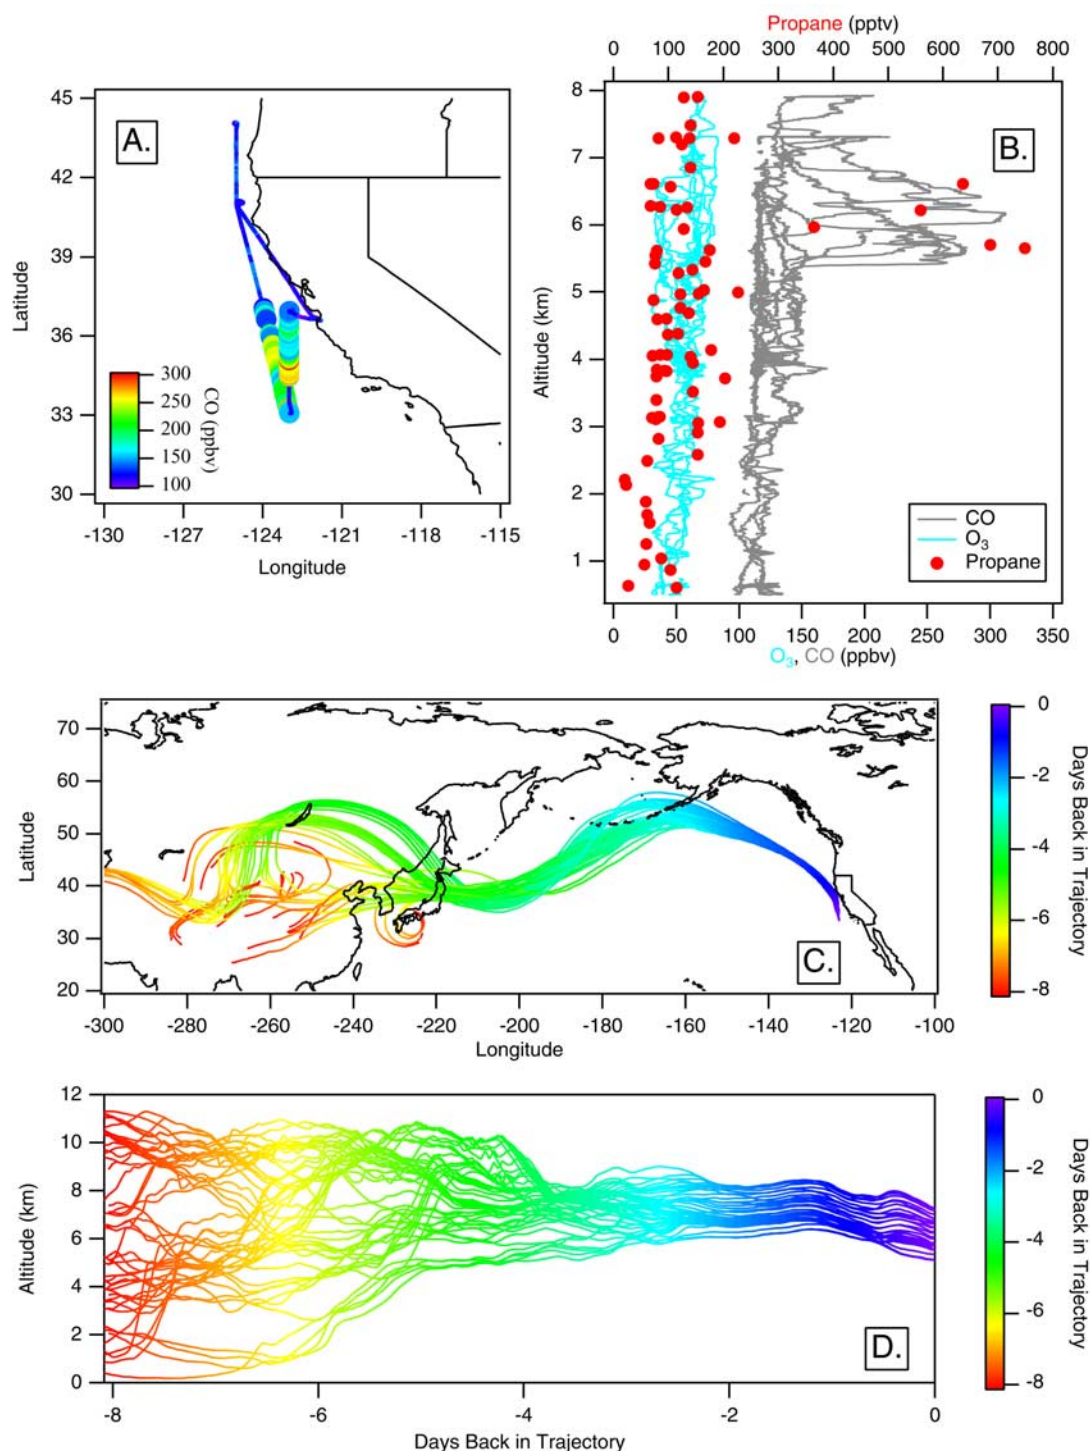 A.
Latitude
45
42
39
36
33
30
300
250
200
150
100
CO (ppbv)
-130 -127 -124 -121 -118 -115
Longitude
Propane (pptv)
0 100 200 300 400 500 600 700 800
B.
Altitude (km)
8
7
6
5
4
3
2
1
CO
O3
Propane
0 50 100 150 200 250 300 350
O3, CO (ppbv)
Latitude
70
60
50
40
30
20
C.
-300 -280 -260 -240 -220 -200 -180 -160 -140 -120 -100
Longitude
0
-2
-4
-6
-8
Days Back in Trajectory
Altitude (km)
12
10
8
6
4
2
0
D.
-8 -6 -4 -2 0
Days Back in Trajectory
0
-2
-4
-6
-8
Days Back in Trajectory